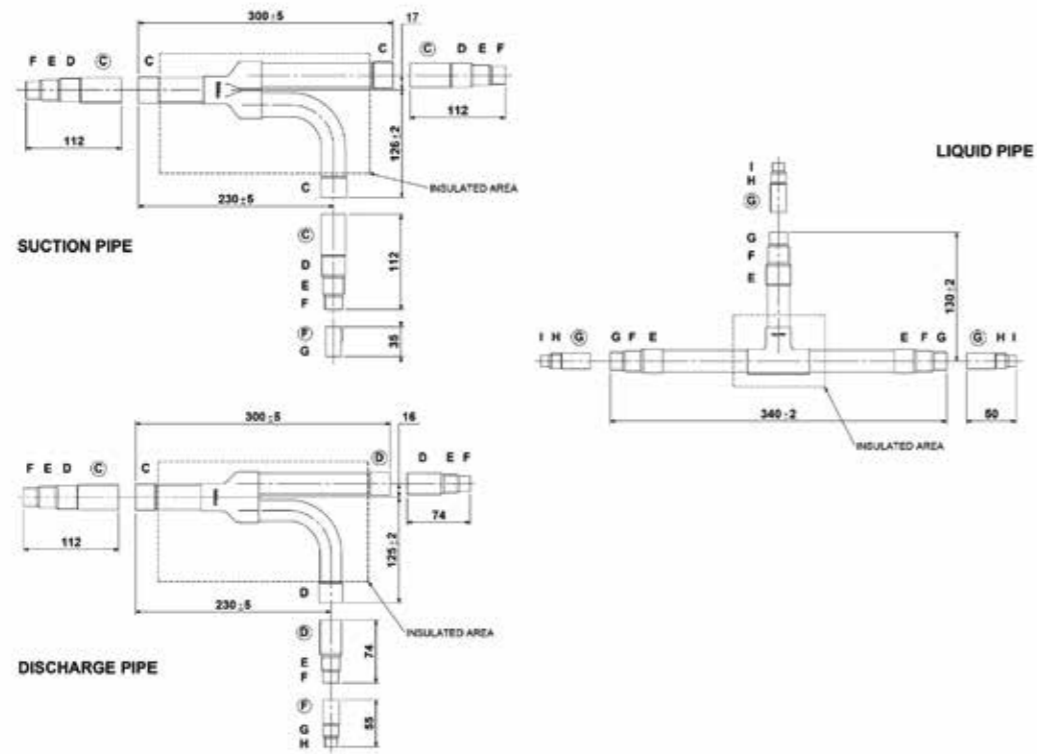 300±5
17
F E D Ⓒ C
C Ⓒ D E F
112
112
126±2
C
INSULATED AREA
230±5
SUCTION PIPE
Ⓒ
D
E
F
112
Ⓕ
G
35
LIQUID PIPE
I
H
Ⓖ
G
F
E
130±2
I H Ⓖ
G F E
E F G
Ⓖ H I
340±2
50
INSULATED AREA
300±5
16
F E D Ⓒ C
Ⓓ D E F
112
74
125±2
D
230±5
INSULATED AREA
Ⓓ
E
F
74
DISCHARGE PIPE
Ⓕ
G
H
55